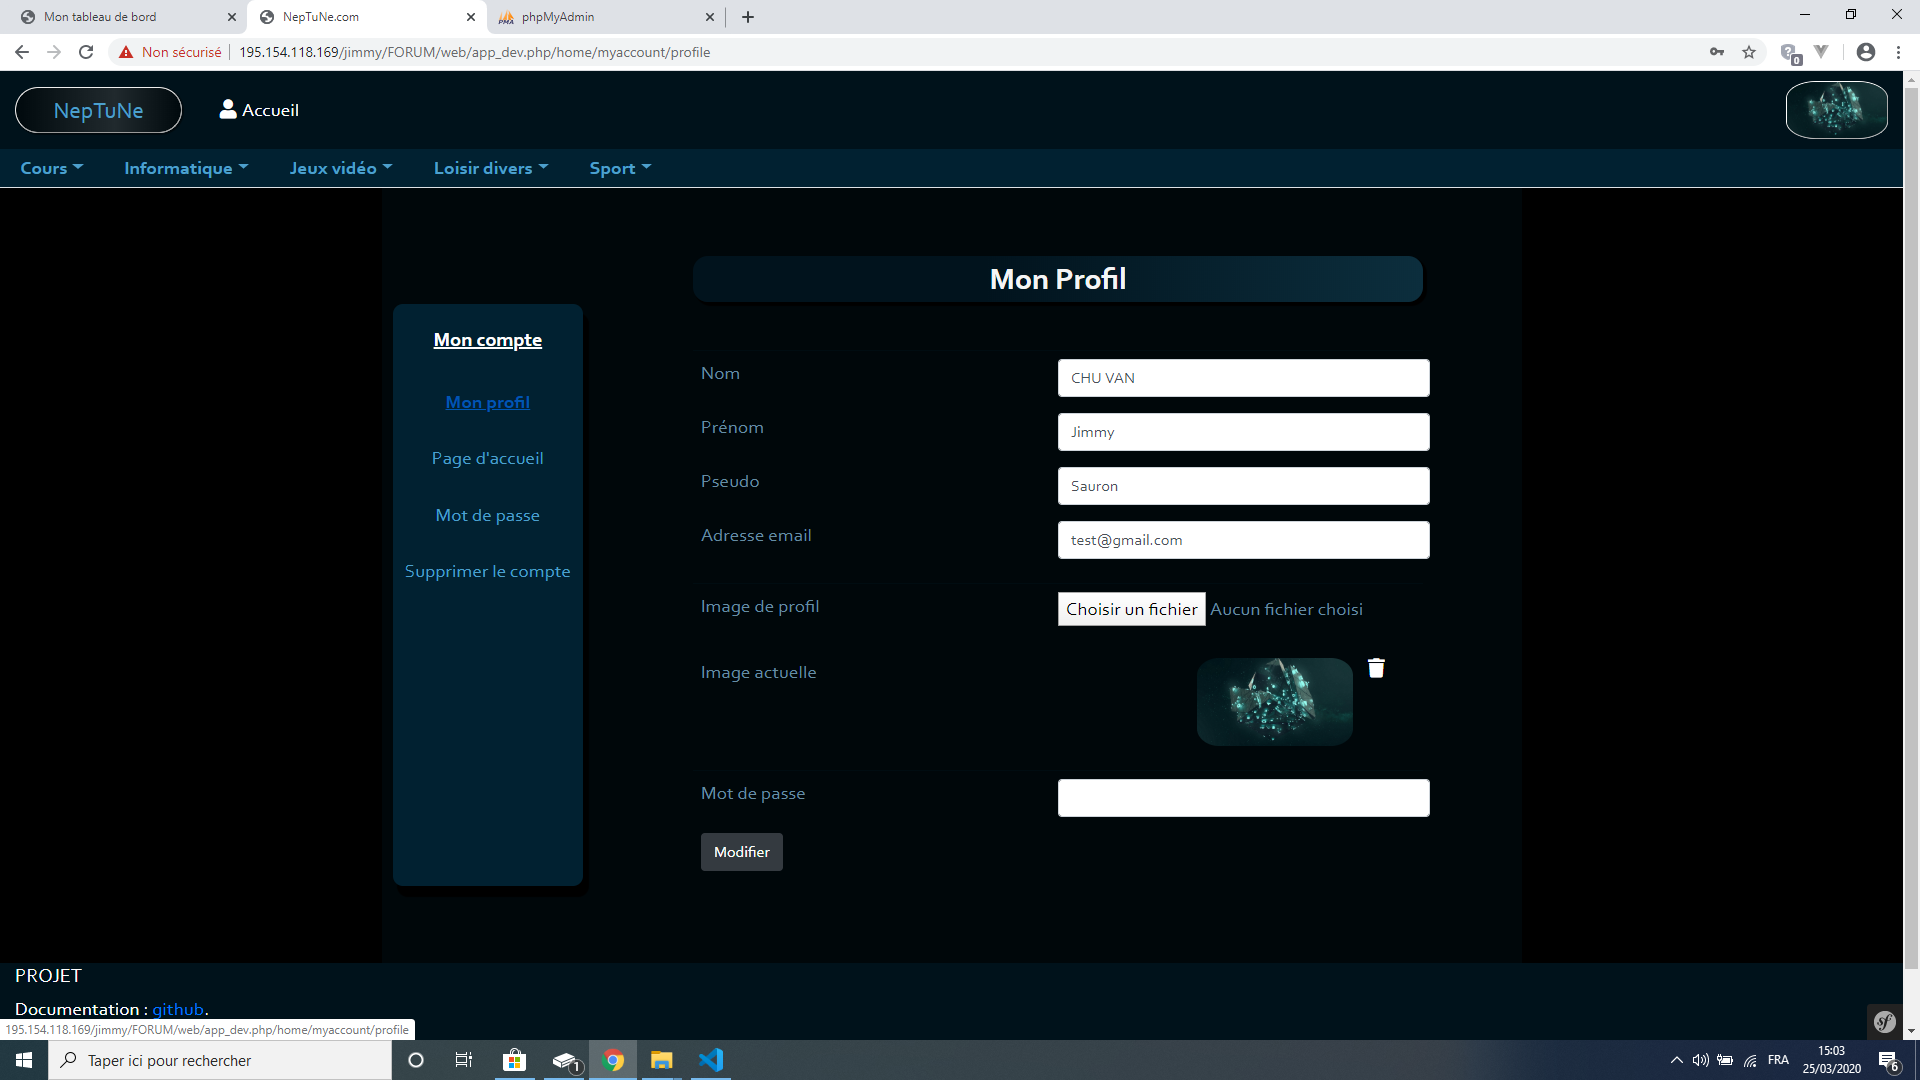 Mon tableau de bord
NepTuNe.com
phpMyAdmin
Non sécurisé
195.154.118.169/jimmy/FORUM/web/app_dev.php/home/myaccount/profile
0
NepTuNe
Accueil
Cours
Informatique
Jeux vidéo
Loisir divers
Sport
Mon Profil
Mon compte
Mon profil
Page d'accueil
Mot de passe
Supprimer le compte
Nom
CHU VAN
Prénom
Jimmy
Pseudo
Sauron
Adresse email
test@gmail.com
Image de profil
Choisir un fichier
Aucun fichier choisi
Image actuelle
Mot de passe
Modifier
PROJET
Documentation : github.
195.154.118.169/jimmy/FORUM/web/app_dev.php/home/myaccount/profile
sf
Taper ici pour rechercher
1
FRA
15:03
25/03/2020
6